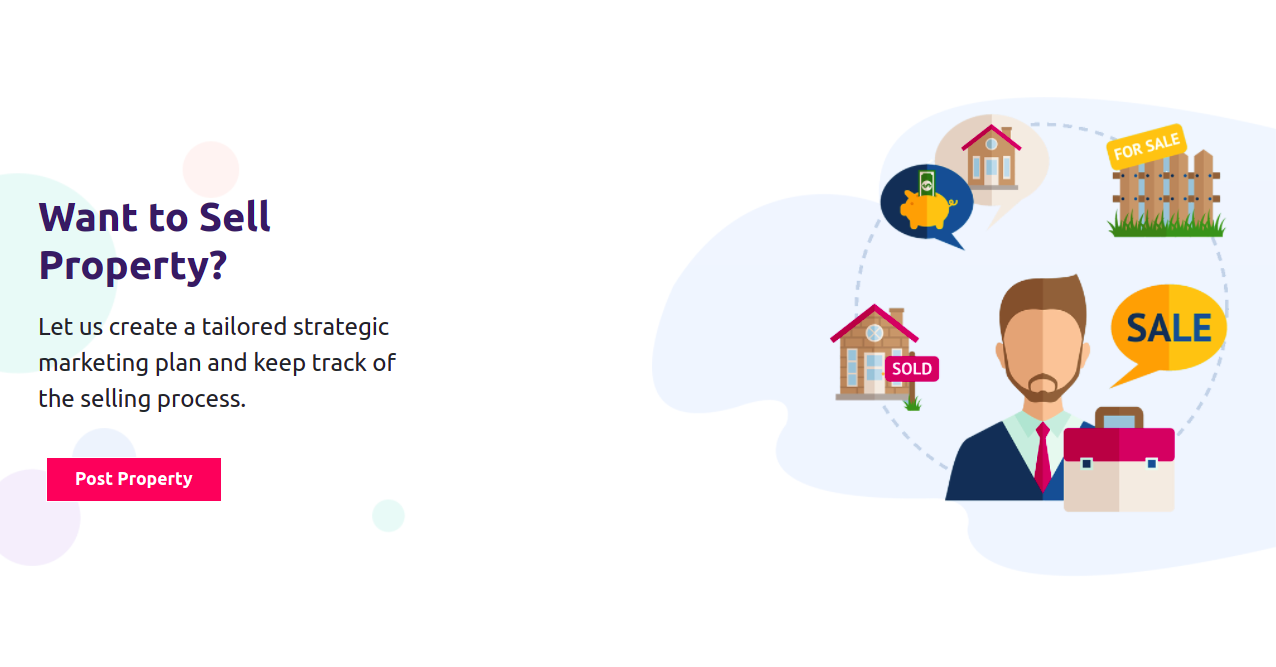 Want to Sell
Property?
Let us create a tailored strategic
marketing plan and keep track of
the selling process.
Post Property
FOR SALE
SALE
SOLD